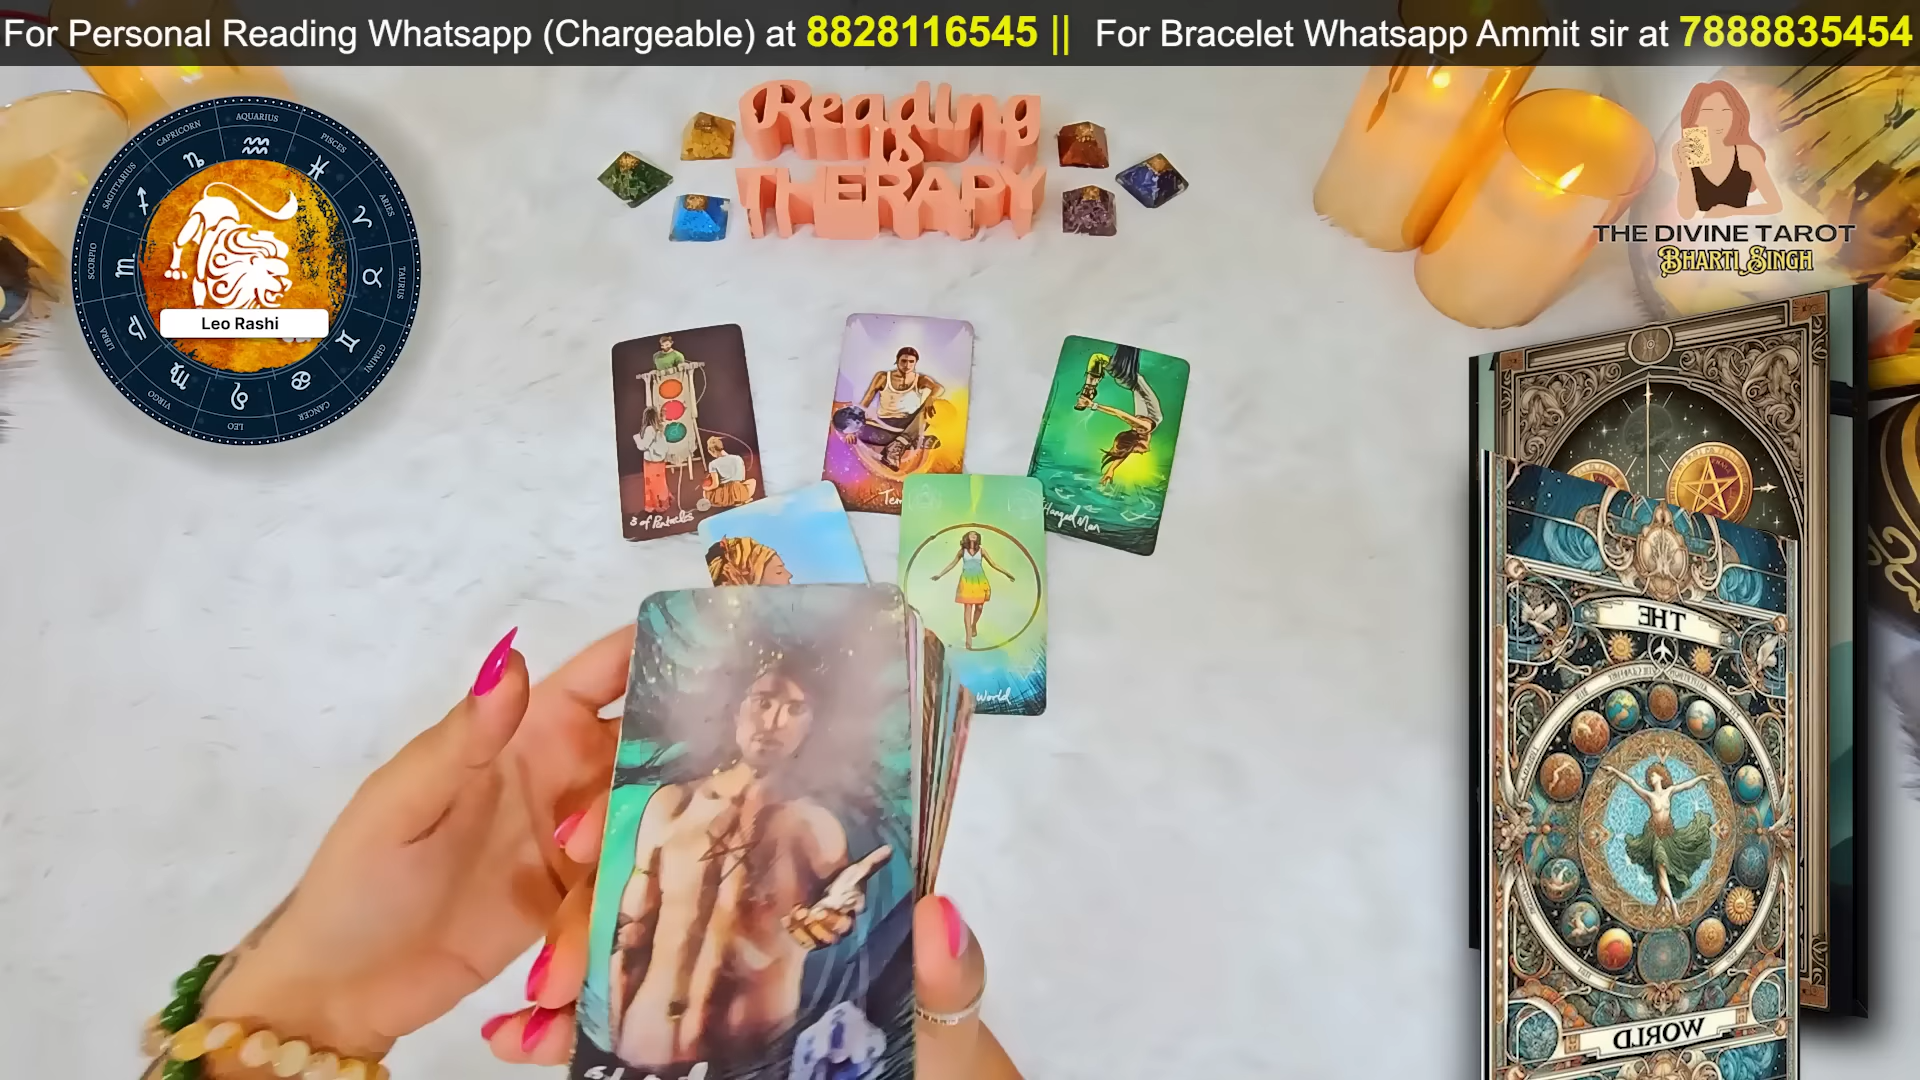 For Personal Reading Whatsapp (Chargeable) at 8828116545 || For Bracelet Whatsapp Ammit sir at 7888835454
Reading
is
THERAPY
AQUARIUS
PISCES
ARIES
TAURUS
GEMINI
CANCER
LEO
VIRGO
LIBRA
SCORPIO
SAGITTARIUS
CAPRICORN
Leo Rashi
THE DIVINE TAROT
BHARTI SINGH
3 of Pentacles
Hanged Man
World
THE
WORLD